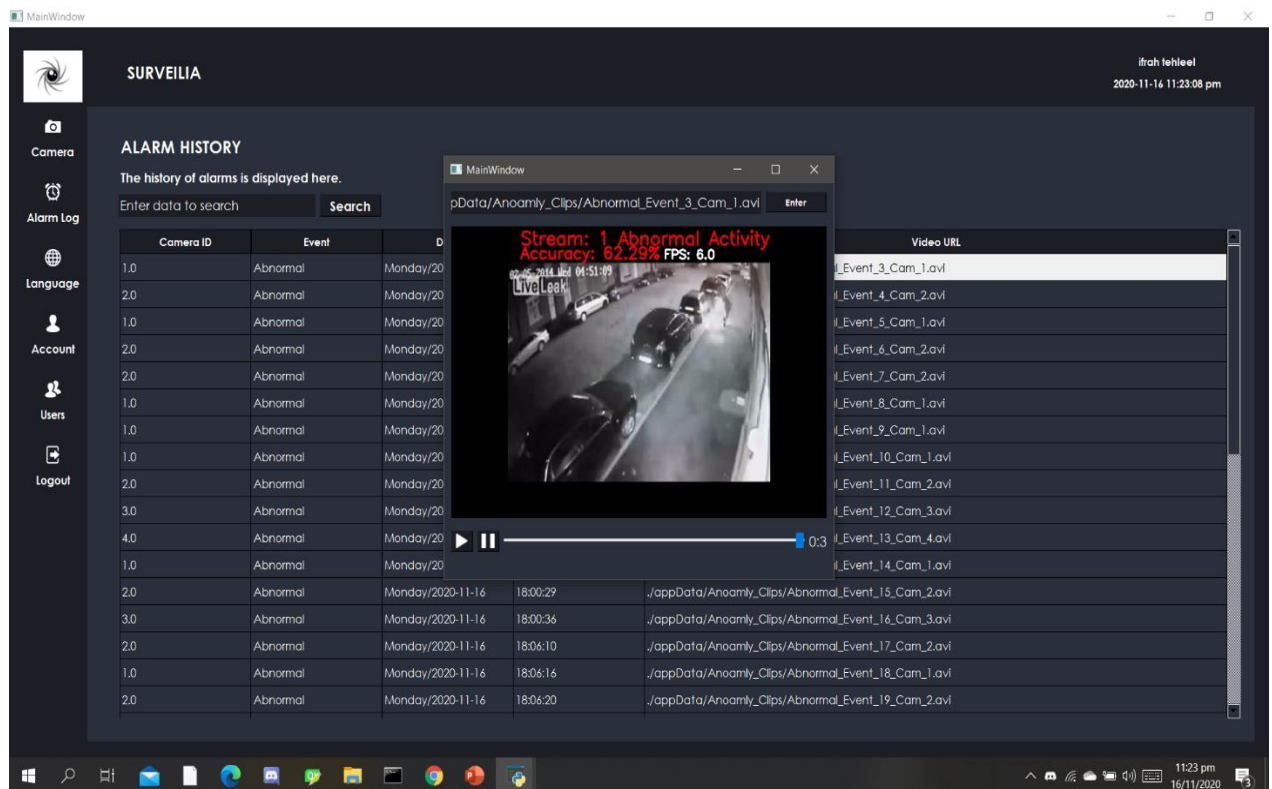 MainWindow
SURVEILIA
ifrah tehleel
2020-11-16 11:23:08 pm
Camera
Alarm Log
Language
Account
Users
Logout
ALARM HISTORY
The history of alarms is displayed here.
Enter data to search
Search
MainWindow
pData/Anoamly_Clips/Abnormal_Event_3_Cam_1.avi
Enter
Stream: 1 Abnormal Activity
Accuracy: 62.29% FPS: 6.0
02-05-2014 Wed 04:51:09
LiveLeak
0:3
Camera ID Event D Video URL
1.0 Abnormal Monday/20 l_Event_3_Cam_1.avi
2.0 Abnormal Monday/20 l_Event_4_Cam_2.avi
1.0 Abnormal Monday/20 l_Event_5_Cam_1.avi
2.0 Abnormal Monday/20 l_Event_6_Cam_2.avi
2.0 Abnormal Monday/20 l_Event_7_Cam_2.avi
1.0 Abnormal Monday/20 l_Event_8_Cam_1.avi
1.0 Abnormal Monday/20 l_Event_9_Cam_1.avi
1.0 Abnormal Monday/20 l_Event_10_Cam_1.avi
2.0 Abnormal Monday/20 l_Event_11_Cam_2.avi
3.0 Abnormal Monday/20 l_Event_12_Cam_3.avi
4.0 Abnormal Monday/20 l_Event_13_Cam_4.avi
1.0 Abnormal Monday/20 l_Event_14_Cam_1.avi
2.0 Abnormal Monday/2020-11-16 18:00:29 ./appData/Anoamly_Clips/Abnormal_Event_15_Cam_2.avi
3.0 Abnormal Monday/2020-11-16 18:00:36 ./appData/Anoamly_Clips/Abnormal_Event_16_Cam_3.avi
2.0 Abnormal Monday/2020-11-16 18:06:10 ./appData/Anoamly_Clips/Abnormal_Event_17_Cam_2.avi
1.0 Abnormal Monday/2020-11-16 18:06:16 ./appData/Anoamly_Clips/Abnormal_Event_18_Cam_1.avi
2.0 Abnormal Monday/2020-11-16 18:06:20 ./appData/Anoamly_Clips/Abnormal_Event_19_Cam_2.avi
11:23 pm
16/11/2020
3